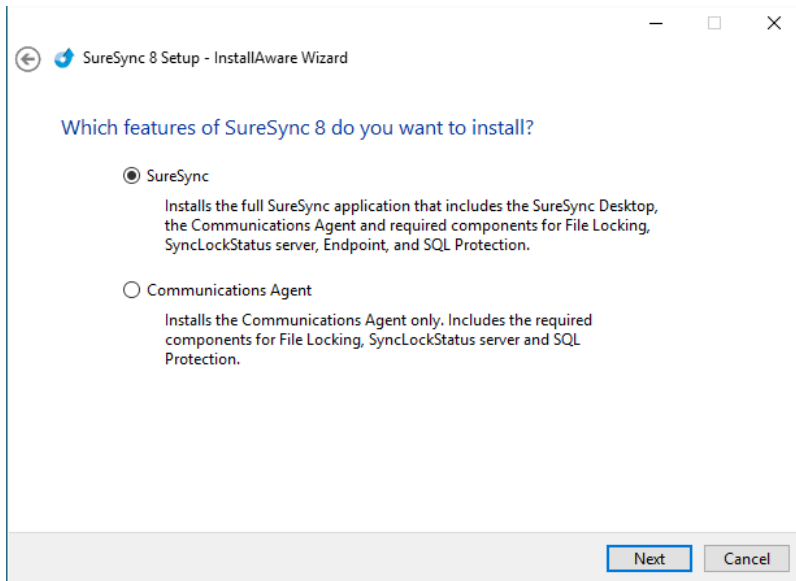 SureSync 8 Setup - InstallAware Wizard
Which features of SureSync 8 do you want to install?
SureSync
Installs the full SureSync application that includes the SureSync Desktop,
the Communications Agent and required components for File Locking,
SyncLockStatus server, Endpoint, and SQL Protection.
Communications Agent
Installs the Communications Agent only. Includes the required
components for File Locking, SyncLockStatus server and SQL
Protection.
Next Cancel